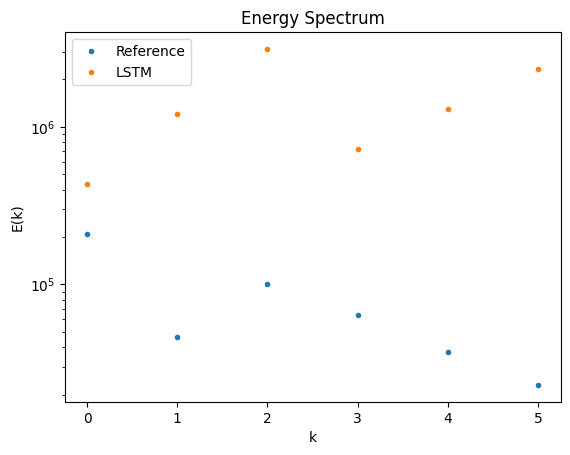 Energy Spectrum
Reference
LSTM
10^6
10^5
E(k)
0 1 2 3 4 5
k